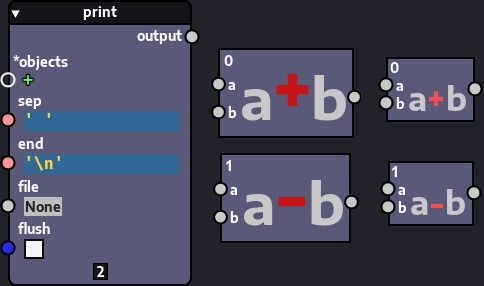 ▼ print
output
*objects
+
sep
' '
end
'\n'
file
None
flush
2
0
a
b
a+b
1
a
b
a-b
0
a
b
a+b
1
a
b
a-b